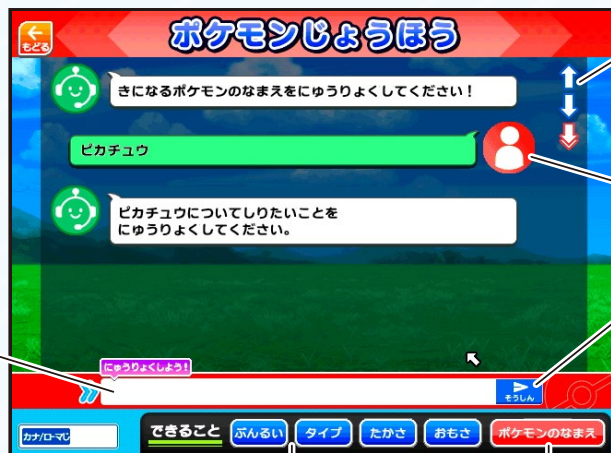 もどる
ポケモンじょうほう
きになるポケモンのなまえをにゅうりょくしてください！
ピカチュウ
ピカチュウについてしりたいことを
にゅうりょくしてください。
にゅうりょくしよう！
そうしん
カナ/ローマじ
できること
ぶんるい
タイプ
たかさ
おもさ
ポケモンのなまえ